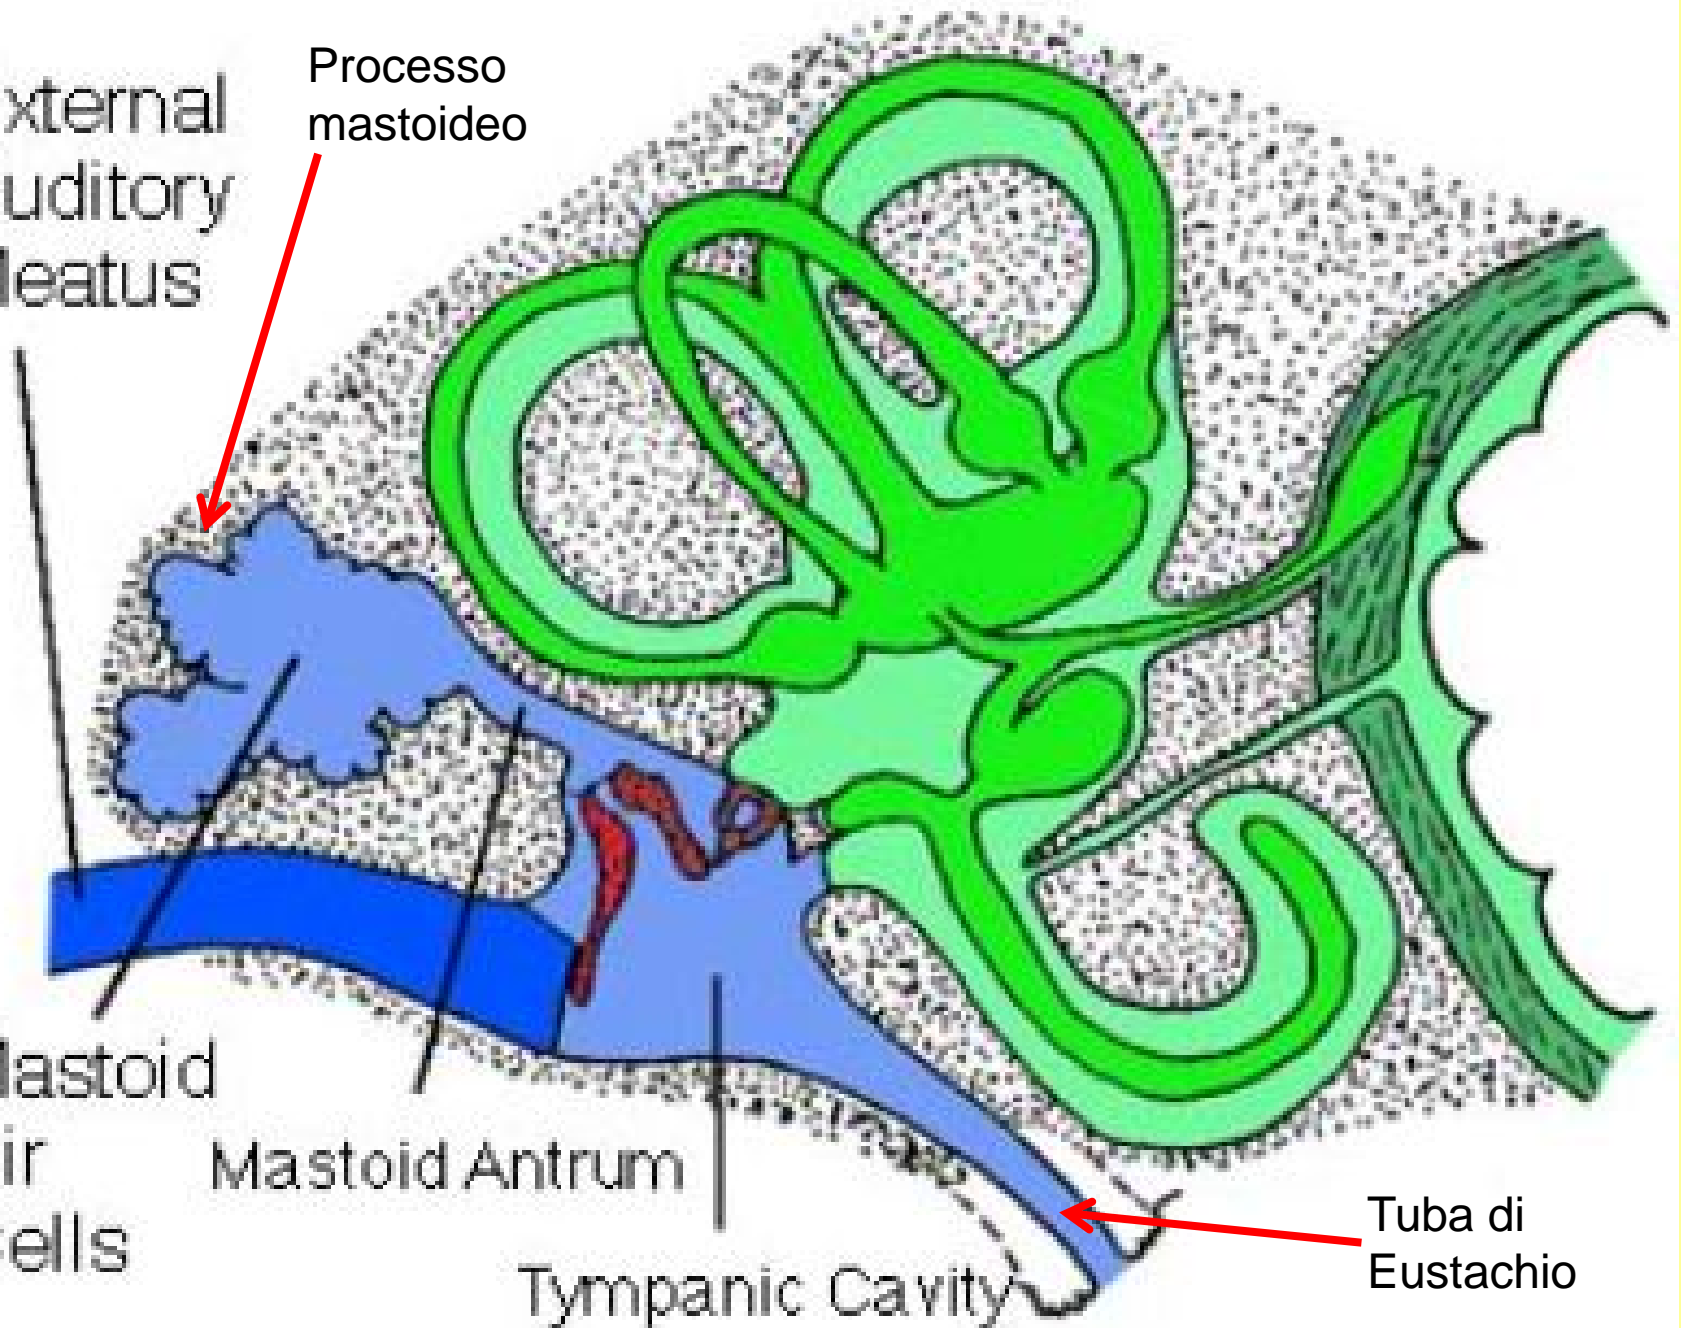 Processo
mastoideo
xternal
uditory
leatus
lastoid
ir
ells
Mastoid Antrum
Tympanic Cavity
Tuba di
Eustachio